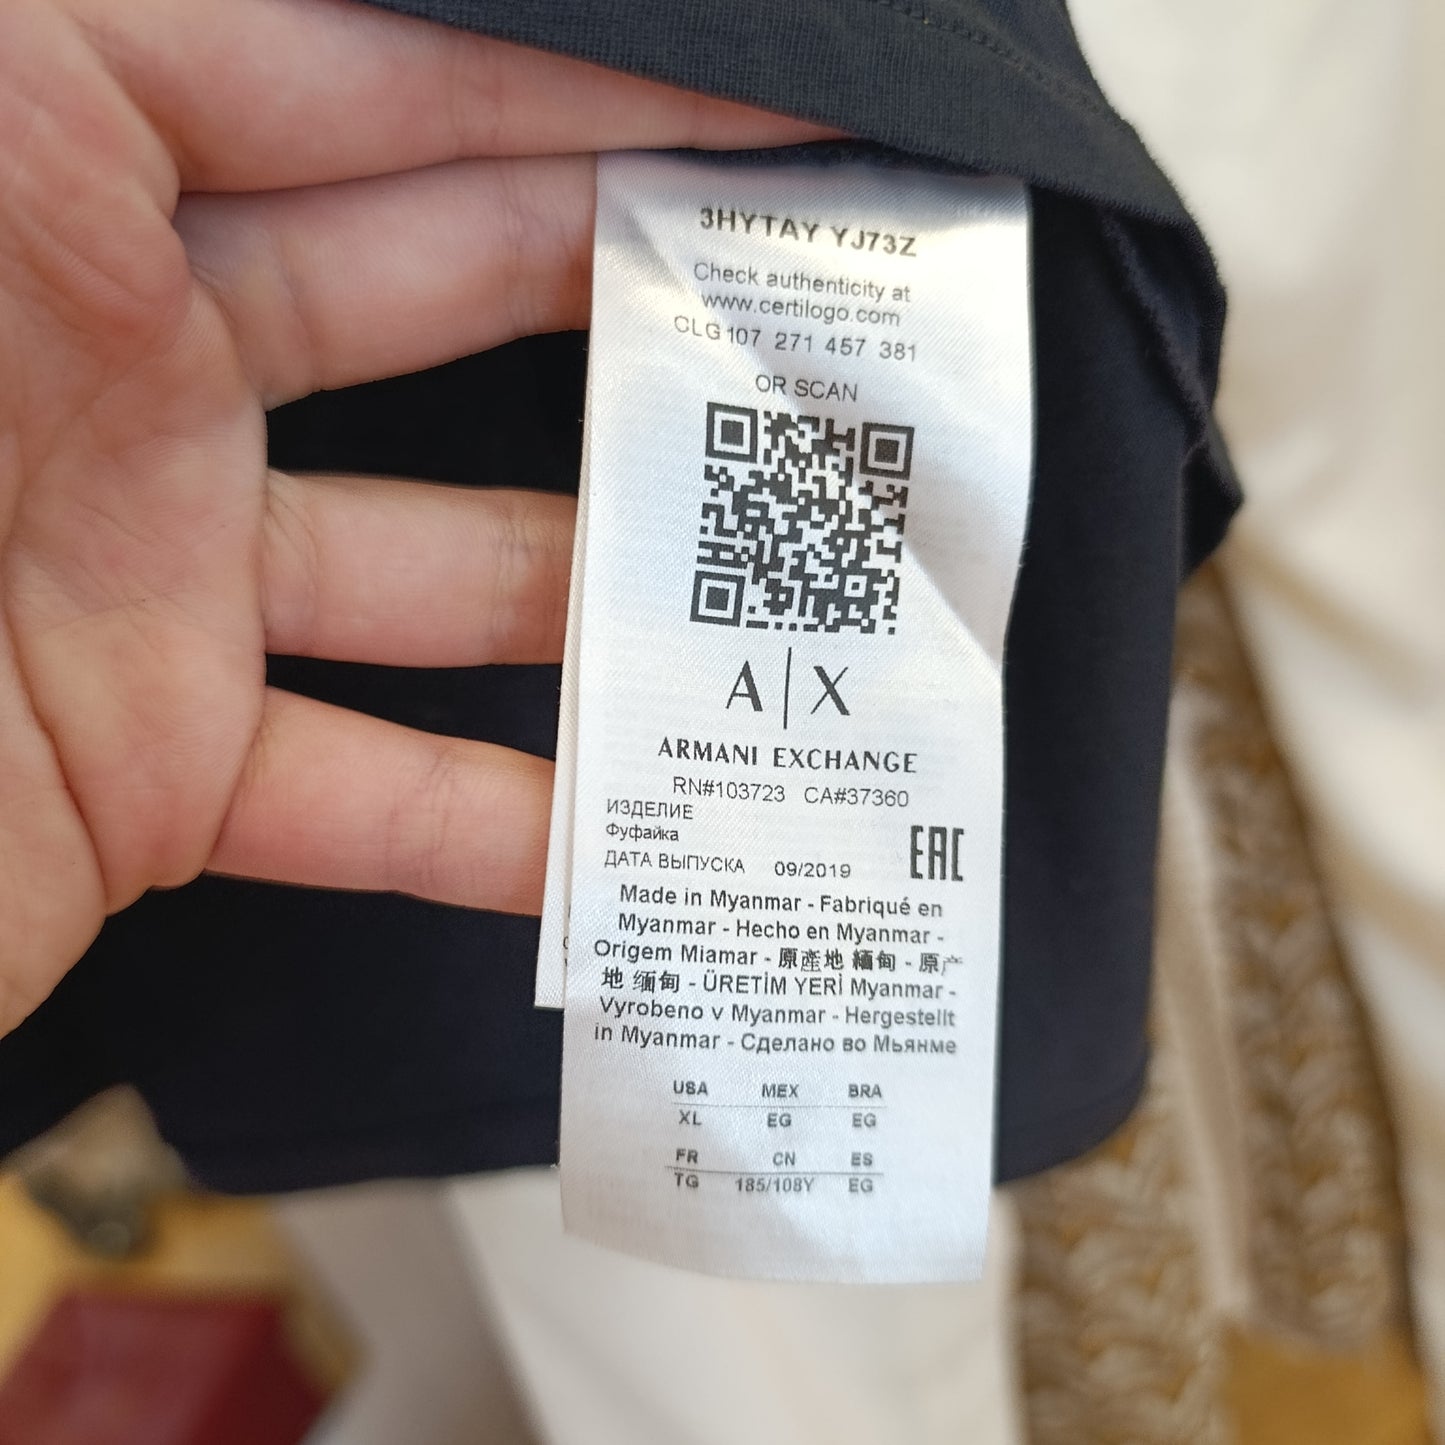 3HYTAY YJ73Z
Check authenticity at
www.certilogo.com
CLG 107 271 457 381
OR SCAN
A|X
ARMANI EXCHANGE
RN#103723 CA#37360
ИЗДЕЛИЕ
Фуфайка
ДАТА ВЫПУСКА 09/2019
EAC
Made in Myanmar - Fabriqué en
Myanmar - Hecho en Myanmar -
Origem Miamar - 原產地 緬甸 - 原产
地 缅甸 - ÜRETİM YERİ Myanmar -
Vyrobeno v Myanmar - Hergestellt
in Myanmar - Сделано во Мьянме
USA MEX BRA
XL EG EG
FR CN ES
TG 185/108Y EG